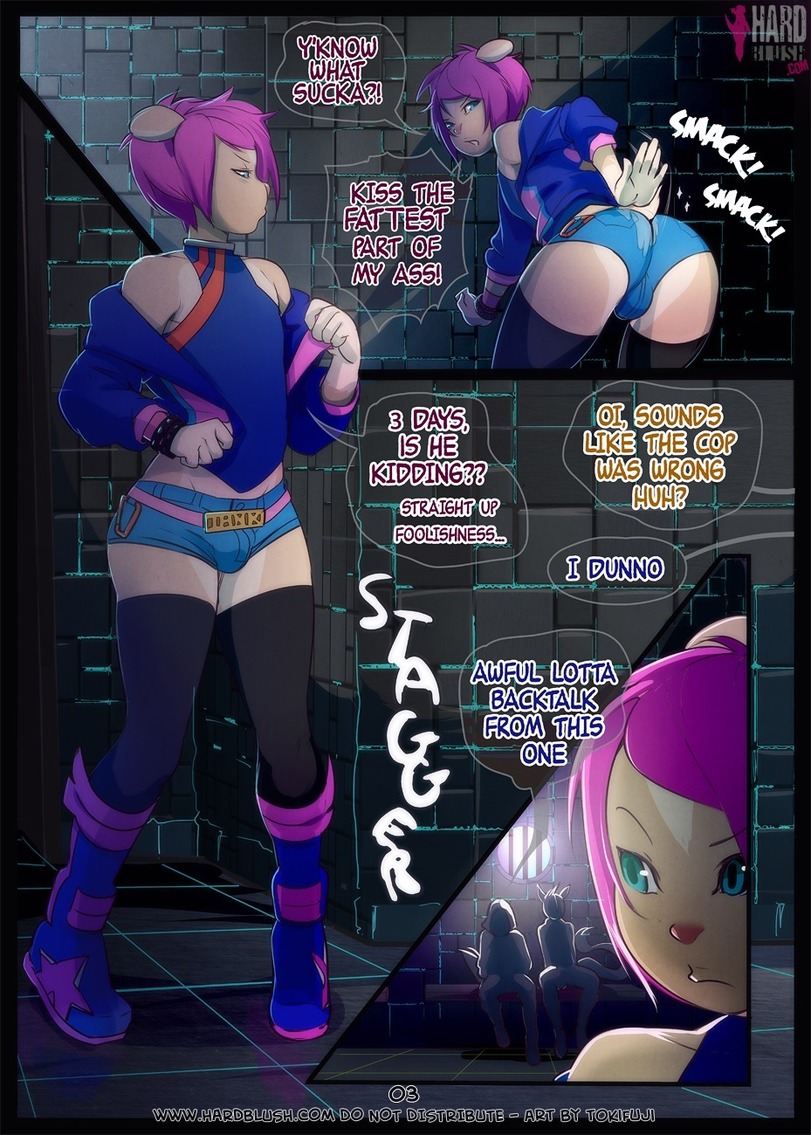 HARD
BLUSH
.COM
Y'KNOW
WHAT
SUCKA?!
KISS THE
FATTEST
PART OF
MY ASS!
SMACK!
SMACK!
3 DAYS,
IS HE
KIDDING??
STRAIGHT UP
FOOLISHNESS...
OI, SOUNDS
LIKE THE COP
WAS WRONG
HUH?
I DUNNO
AWFUL LOTTA
BACKTALK
FROM THIS
ONE
STAGGER
03
WWW.HARDBLUSH.COM DO NOT DISTRIBUTE - ART BY TOKIFUJI